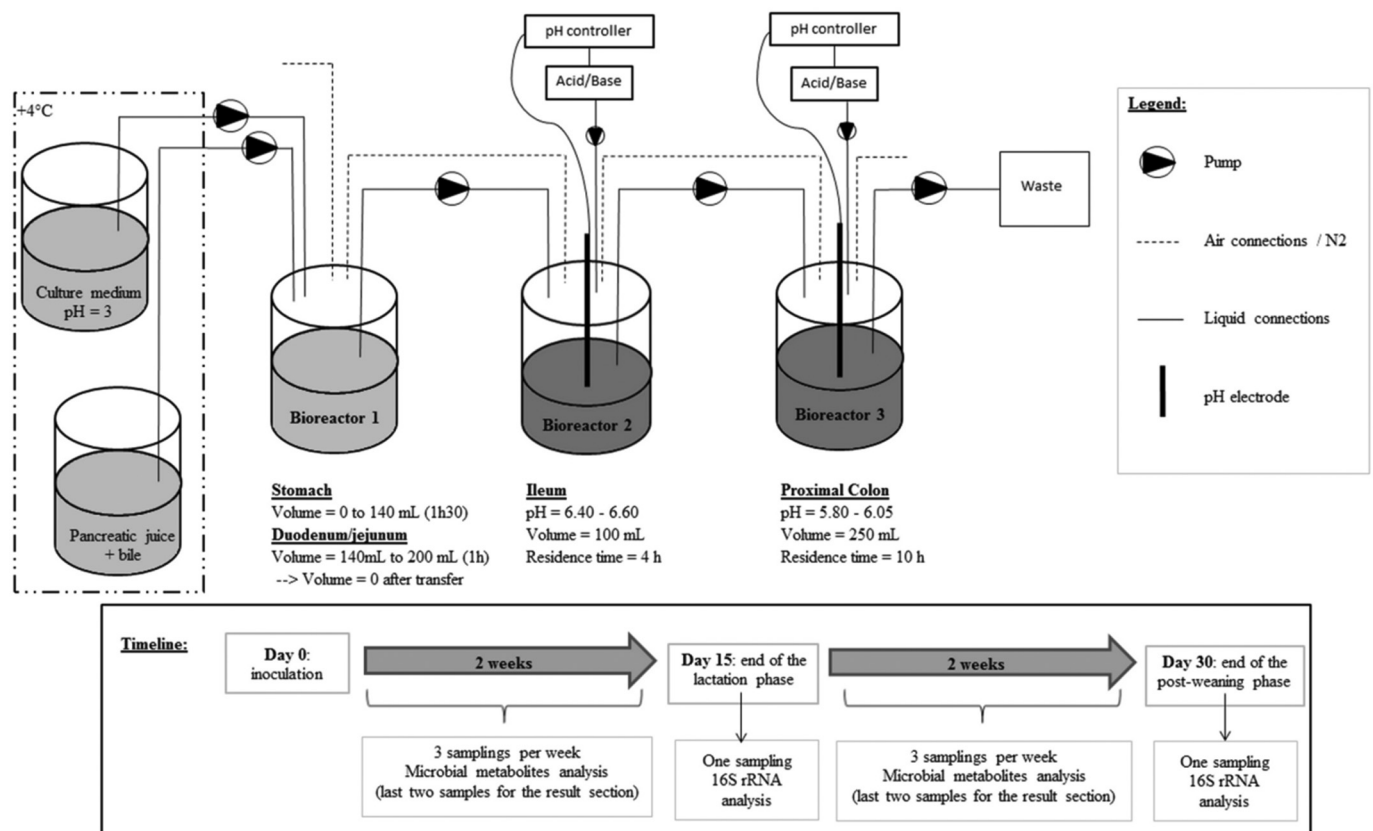 pH controller
pH controller
Acid/Base
Acid/Base
+4°C
Culture medium
pH = 3
Pancreatic juice
+ bile
Bioreactor 1
Bioreactor 2
Bioreactor 3
Waste
Legend:
Pump
Air connections / N2
Liquid connections
pH electrode
Stomach
Volume = 0 to 140 mL (1h30)
Duodenum/jejunum
Volume = 140mL to 200 mL (1h)
--> Volume = 0 after transfer
Ileum
pH = 6.40 - 6.60
Volume = 100 mL
Residence time = 4 h
Proximal Colon
pH = 5.80 - 6.05
Volume = 250 mL
Residence time = 10 h
Timeline:
Day 0:
inoculation
2 weeks
Day 15: end of the
lactation phase
2 weeks
Day 30: end of the
post-weaning phase
3 samplings per week
Microbial metabolites analysis
(last two samples for the result section)
One sampling
16S rRNA
analysis
3 samplings per week
Microbial metabolites analysis
(last two samples for the result section)
One sampling
16S rRNA
analysis